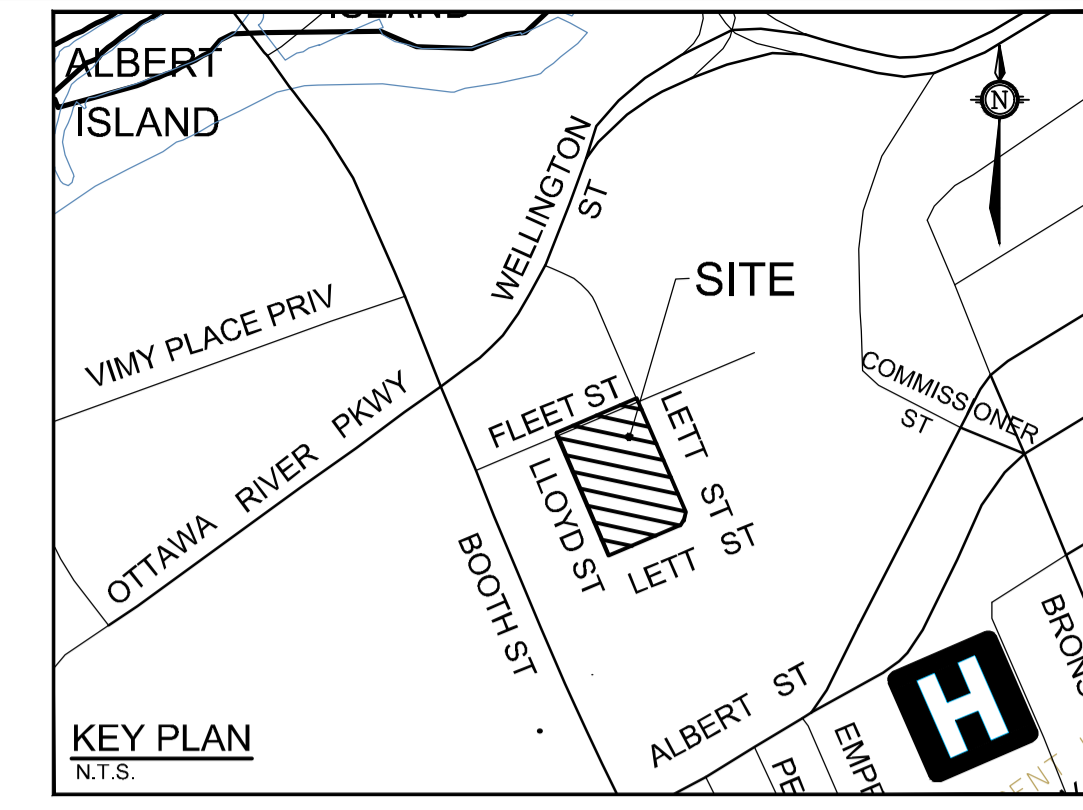 ISLAND
ALBERT
ISLAND
N
WELLINGTON
ST
SITE
VIMY PLACE PRIV
COMMISSIONER
ST
OTTAWA RIVER PKWY
FLEET ST
LETT ST
LLOYD ST
LETT ST
BOOTH ST
ALBERT ST
H
KEY PLAN
N.T.S.